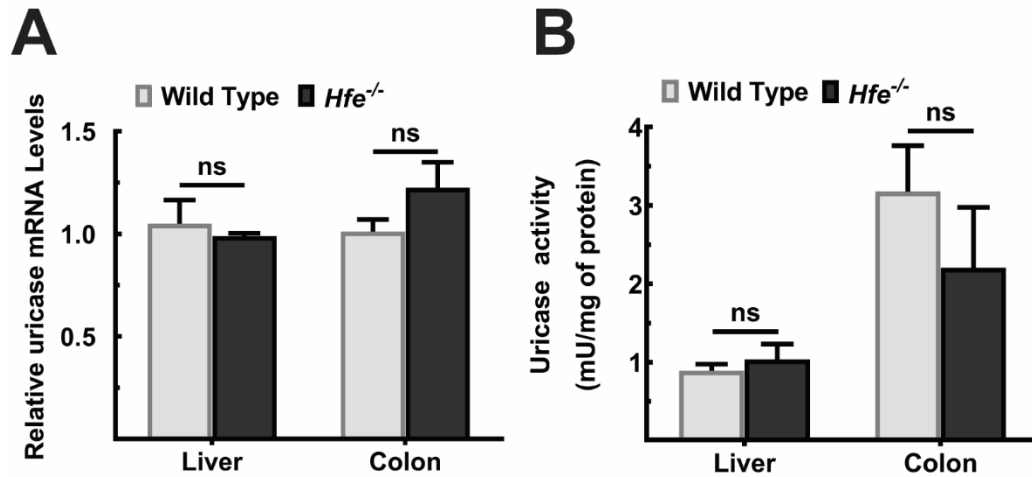 A
Wild Type Hfe-/-
Relative uricase mRNA Levels
1.5
1.0
0.5
ns
ns
Liver
Colon
B
Wild Type Hfe-/-
Uricase activity
(mU/mg of protein)
4
3
2
1
ns
ns
Liver
Colon